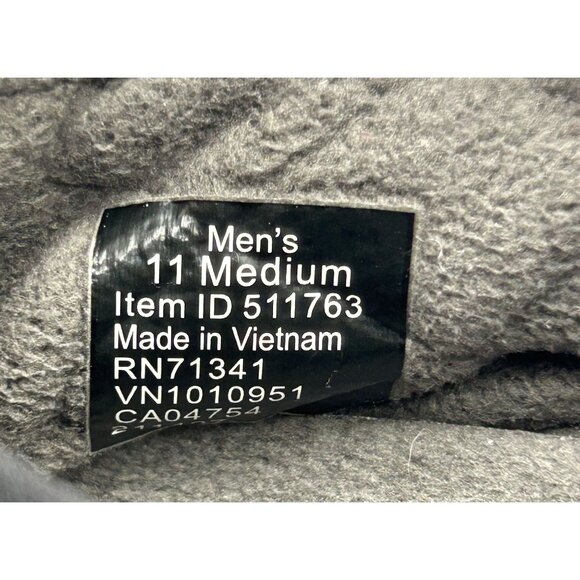 Men's
11 Medium
Item ID 511763
Made in Vietnam
RN71341
VN1010951
CA04754